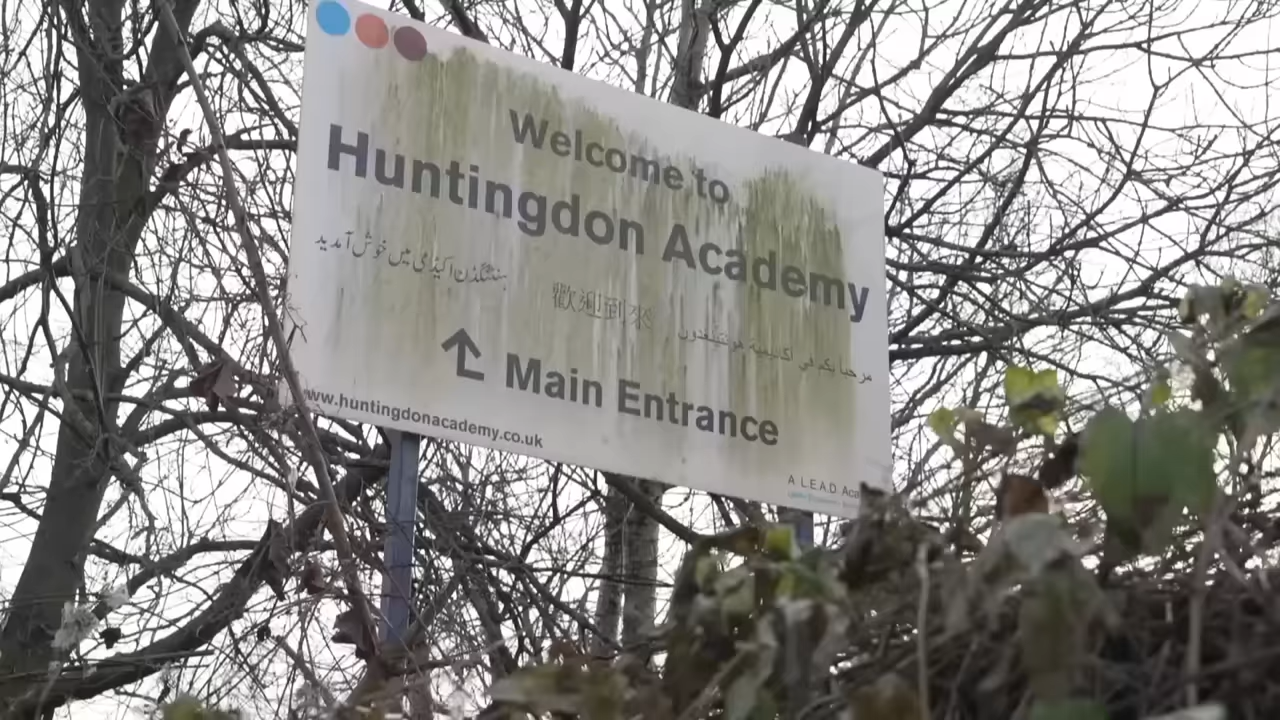 Welcome to
Huntingdon Academy
ہنٹنگڈن اکیڈمی میں خوش آمدید
歡迎到來
مرحبا بكم في أكاديمية هونتينغدون
Main Entrance
www.huntingdonacademy.co.uk
A L.E.A.D.